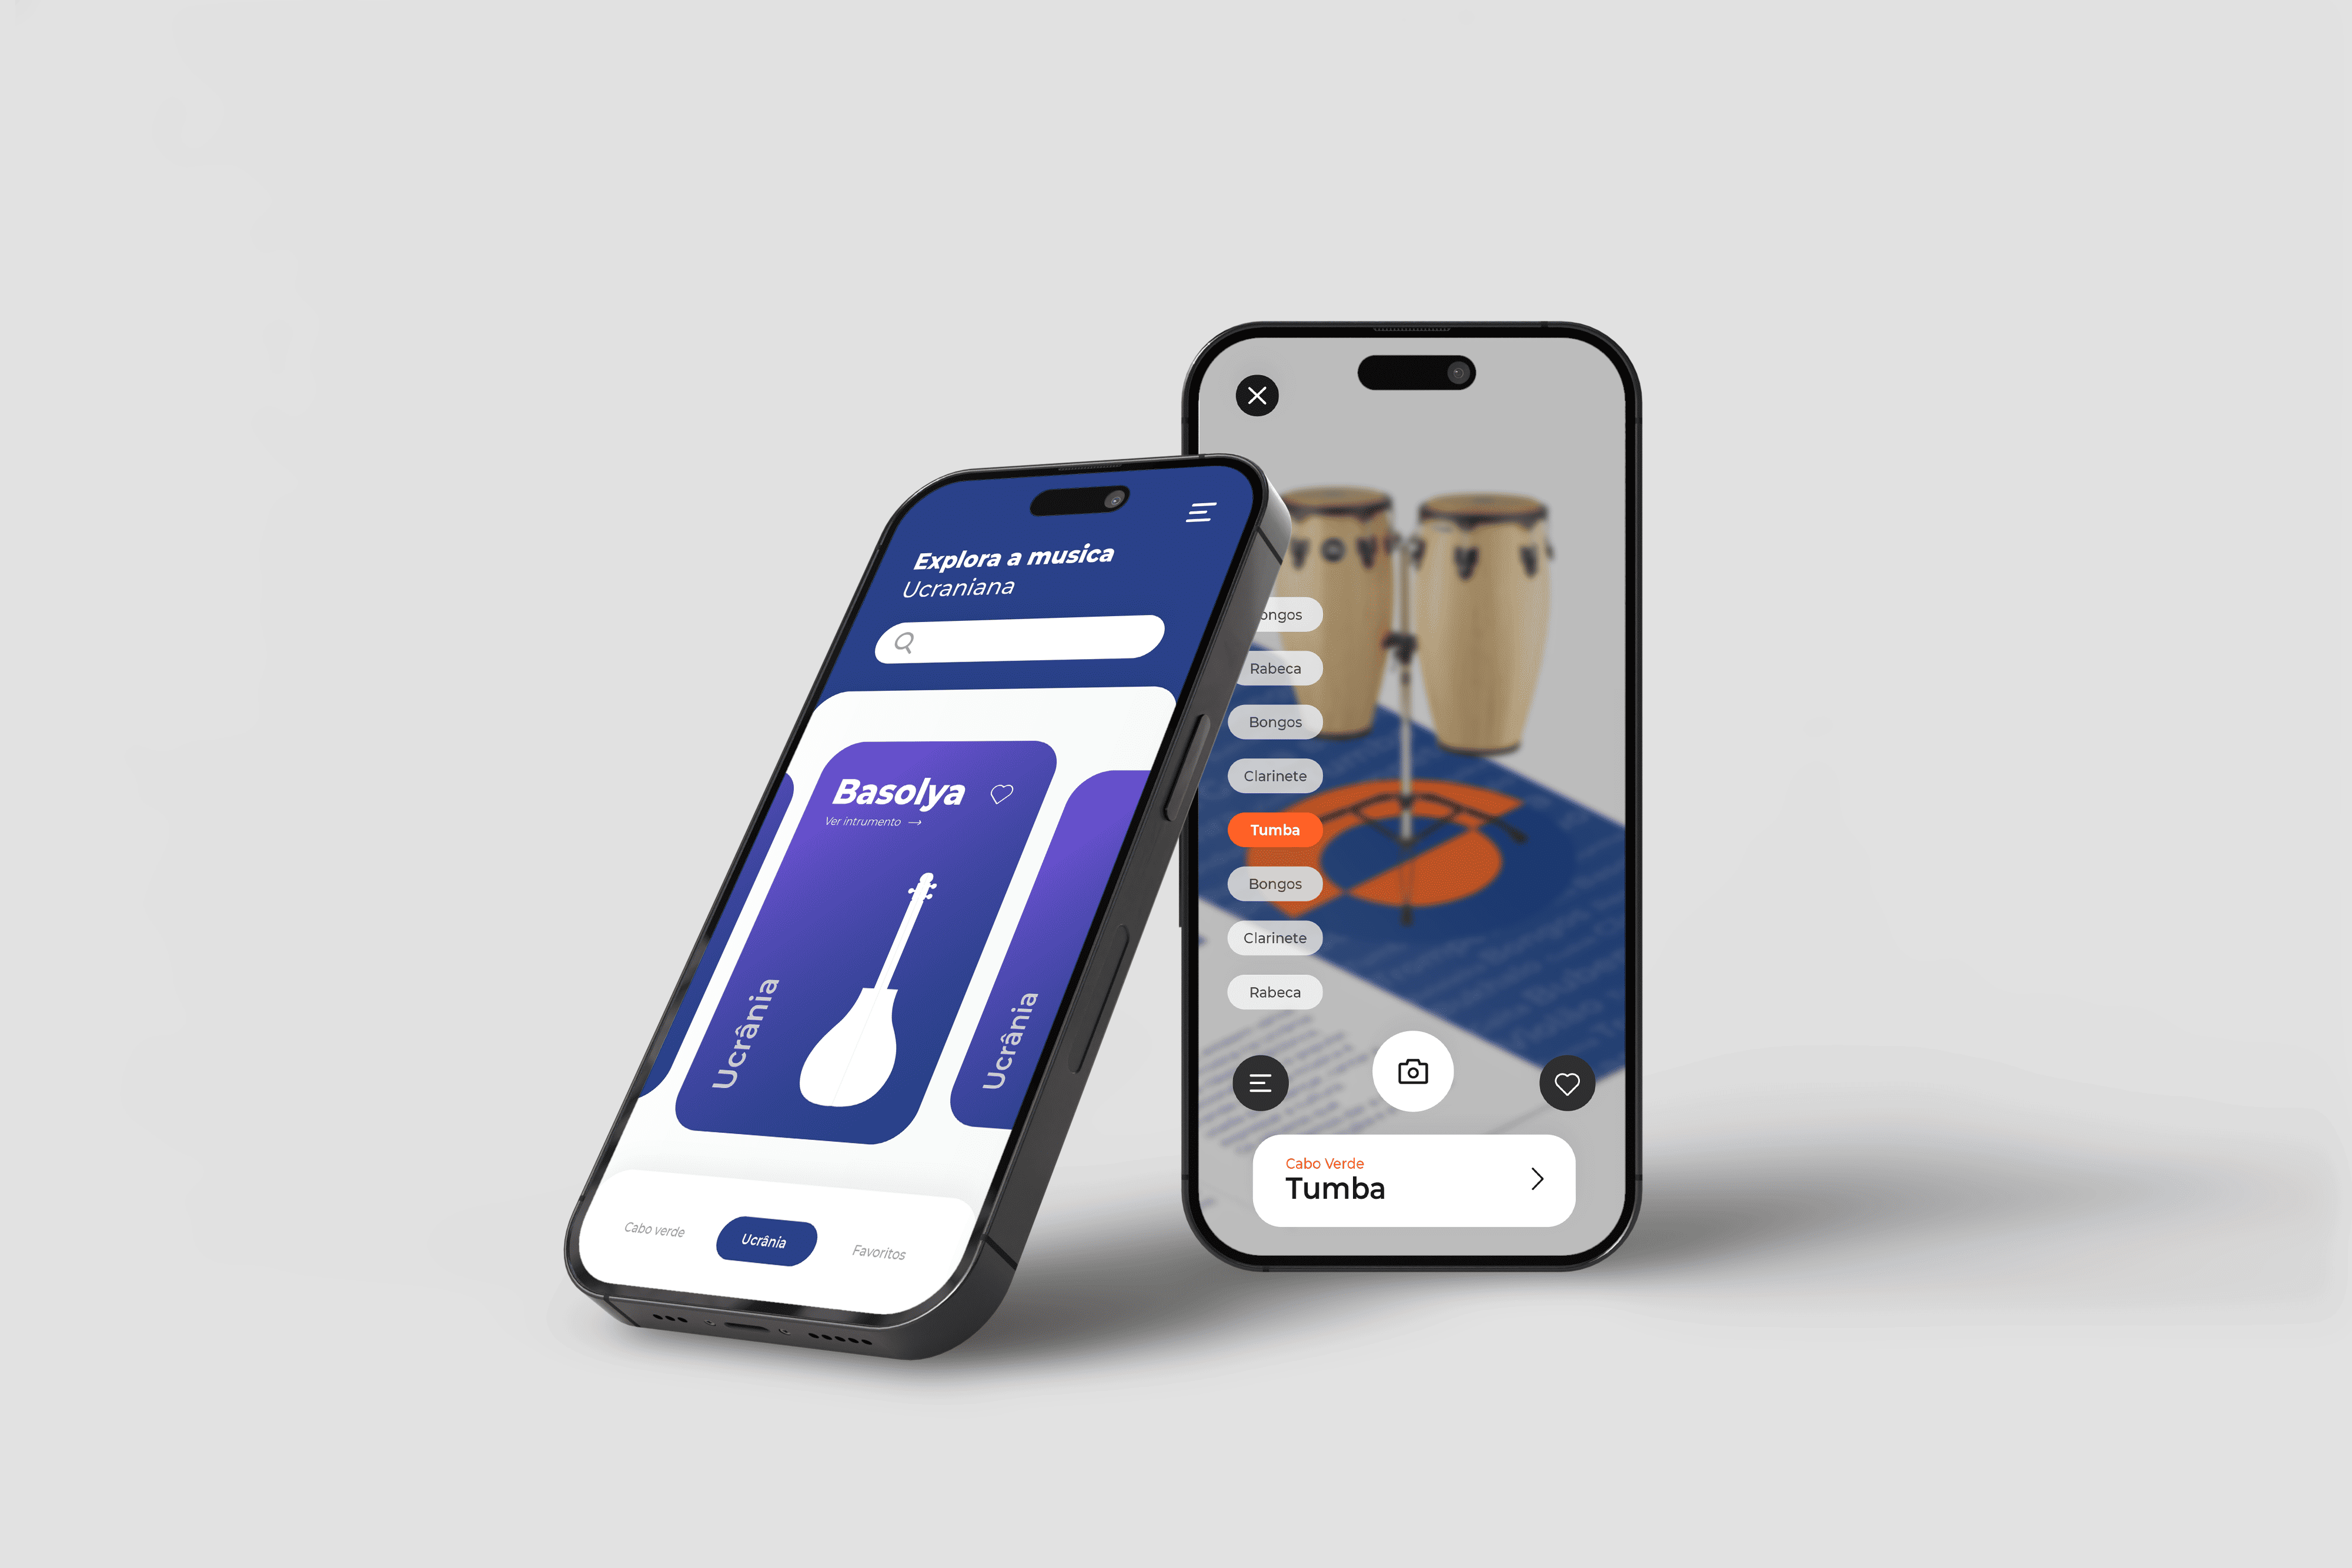 Explora a musica
Ucraniana
Basolya
Ver intrumento →
Ucrânia
Ucrânia
Cabo verde
Ucrânia
Favoritos
ongos
Rabeca
Bongos
Clarinete
Tumba
Bongos
Clarinete
Rabeca
Cabo Verde
Tumba